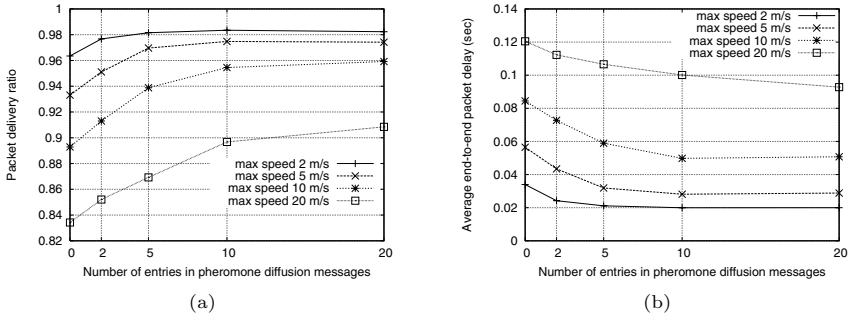 1
0.98
0.96
0.94
0.92
0.9
0.88
0.86
0.84
0.82
Packet delivery ratio
max speed 2 m/s
max speed 5 m/s
max speed 10 m/s
max speed 20 m/s
0 2 5 10 20
Number of entries in pheromone diffusion messages
(a)
0.14
0.12
0.1
0.08
0.06
0.04
0.02
0
Average end-to-end packet delay (sec)
max speed 2 m/s
max speed 5 m/s
max speed 10 m/s
max speed 20 m/s
0 2 5 10 20
Number of entries in pheromone diffusion messages
(b)